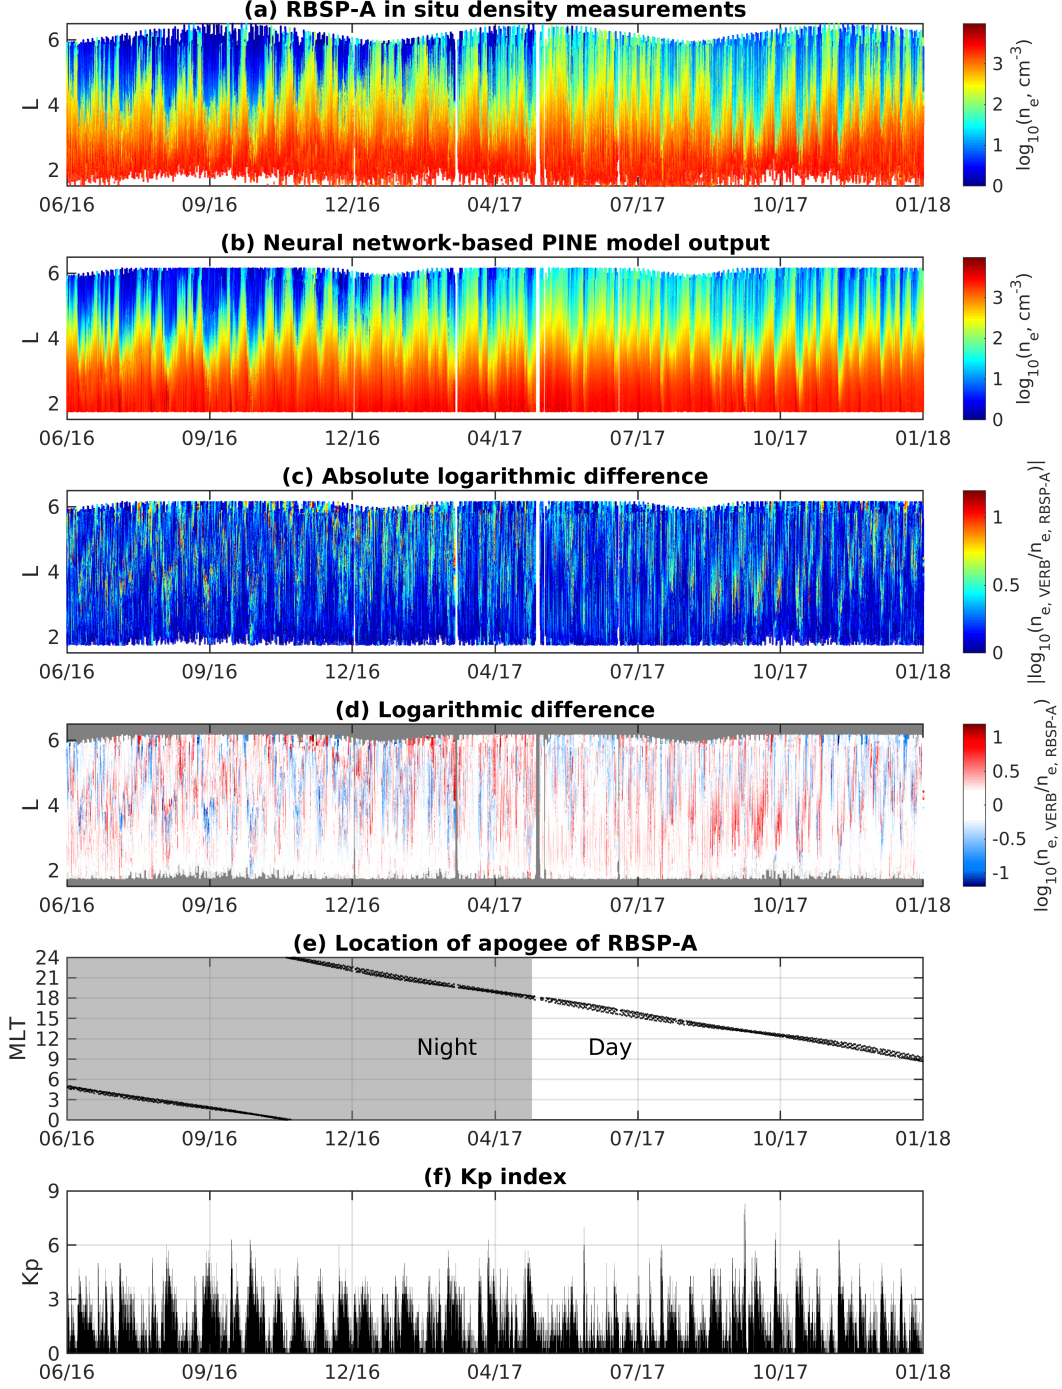 (a) RBSP-A in situ density measurements
6
4
2
L
06/16 09/16 12/16 04/17 07/17 10/17 01/18
3
2
1
0
log10(ne, cm-3)
(b) Neural network-based PINE model output
6
4
2
L
06/16 09/16 12/16 04/17 07/17 10/17 01/18
3
2
1
0
log10(ne, cm-3)
(c) Absolute logarithmic difference
6
4
2
L
06/16 09/16 12/16 04/17 07/17 10/17 01/18
1
0.5
0
|log10(ne, VERB/ne, RBSP-A)|
(d) Logarithmic difference
6
4
2
L
06/16 09/16 12/16 04/17 07/17 10/17 01/18
1
0.5
0
-0.5
-1
log10(ne, VERB/ne, RBSP-A)
(e) Location of apogee of RBSP-A
24
21
18
15
12
9
6
3
0
MLT
Night Day
06/16 09/16 12/16 04/17 07/17 10/17 01/18
(f) Kp index
9
6
3
0
Kp
06/16 09/16 12/16 04/17 07/17 10/17 01/18